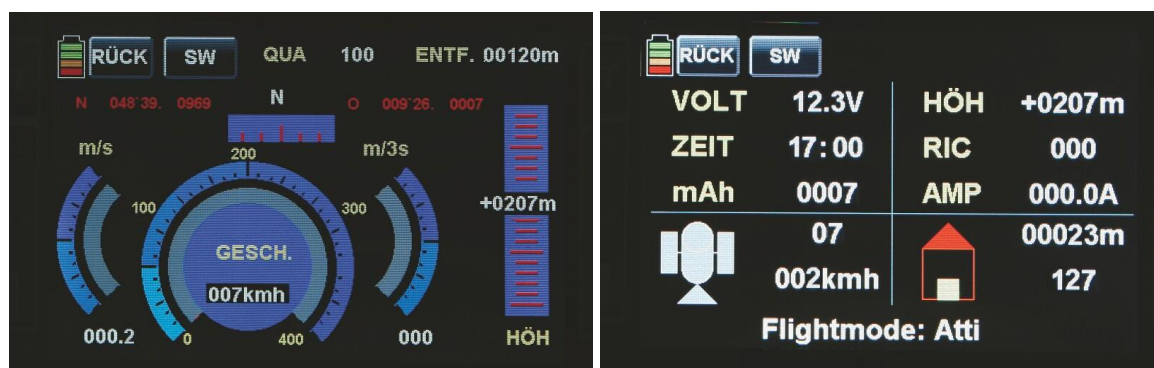 RÜCK SW QUA 100 ENTF. 00120m
N 048°39. 0969 N O 009°26. 0007
m/s 200 m/3s
100 300 +0207m
GESCH.
007kmh
000.2 0 400 000 HÖH
RÜCK SW
VOLT 12.3V HÖH +0207m
ZEIT 17:00 RIC 000
mAh 0007 AMP 000.0A
07 00023m
002kmh 127
Flightmode: Atti